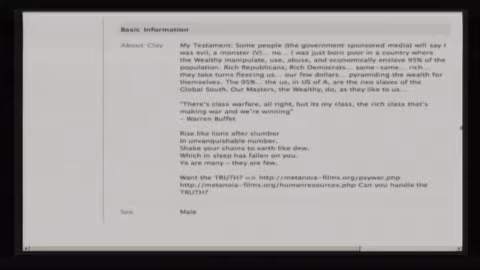 Basic Information
About Clay
My Testament: Some people (the government sponsored media) will say I
was evil, a monster (V)... no... I was just born poor in a country where
the Wealthy manipulate, use, abuse, and economically enslave 95% of the
population. Rich Republicans, Rich Democrats... same-same... rich...
they take turns fleecing us... our few dollars... pyramiding the wealth for
themselves. The 95%... the us, in US of A, are the neo slaves of the
Global South. Our Masters, the Wealthy, do, as they like to us...
"There's class warfare, all right, but its my class, the rich class that's
making war and we're winning"
- Warren Buffet
Rise like lions after slumber
In unvanquishable number.
Shake your chains to earth like dew.
Which in sleep has fallen on you.
Ye are many - they are few.
Want the TRUTH? => http://metanoia-films.org/psywar.php
http://metanoia-films.org/humanresources.php Can you handle the
TRUTH?
Sex
Male